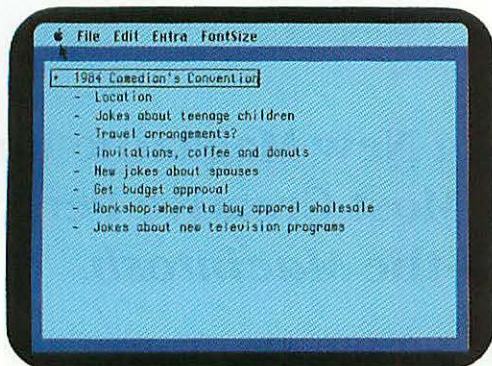 File Edit Extra FontSize
+ 1984 Comedian's Convention
- Location
- Jokes about teenage children
- Travel arrangements?
- Invitations, coffee and donuts
- New jokes about spouses
- Get budget approval
- Workshop:where to buy apparel wholesale
- Jokes about new television programs